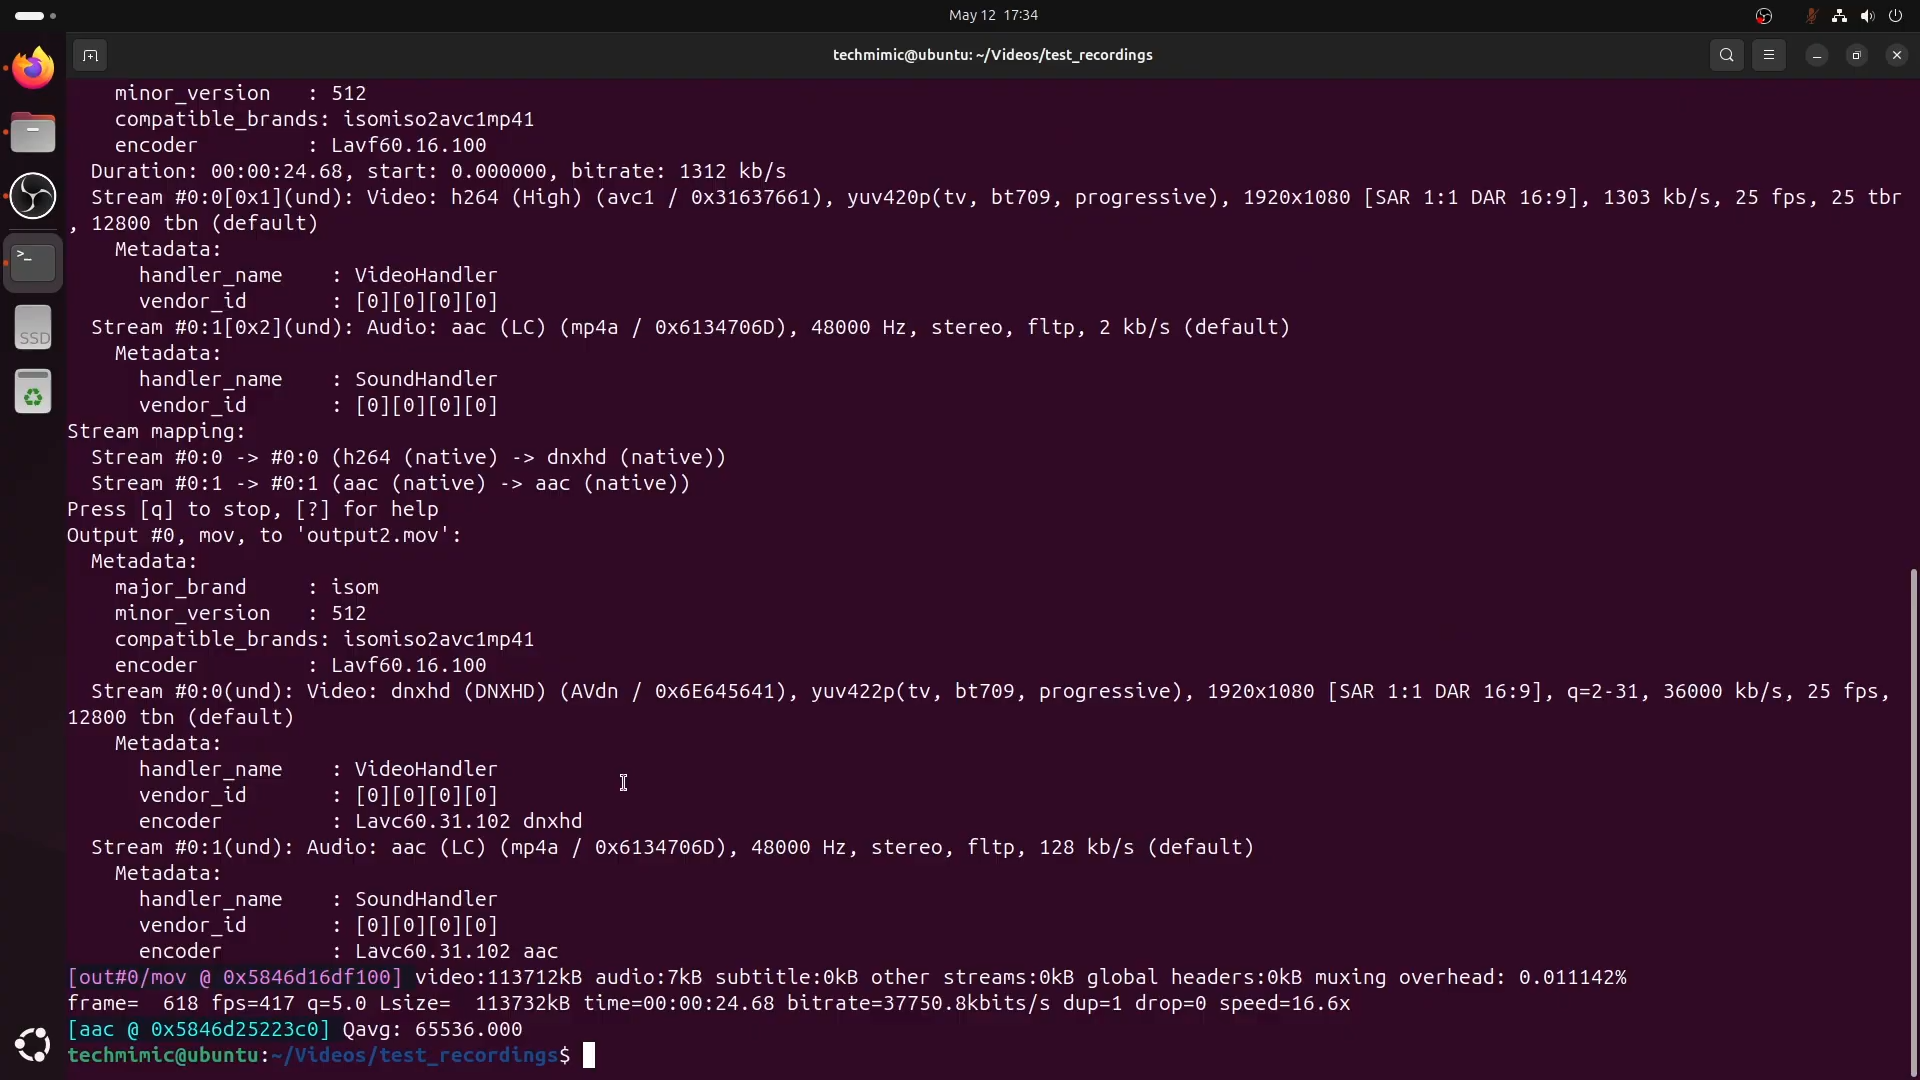 May 12 17:34
techmimic@ubuntu: ~/Videos/test_recordings
minor_version   : 512
compatible_brands: isomiso2avc1mp41
encoder         : Lavf60.16.100
Duration: 00:00:24.68, start: 0.000000, bitrate: 1312 kb/s
Stream #0:0[0x1](und): Video: h264 (High) (avc1 / 0x31637661), yuv420p(tv, bt709, progressive), 1920x1080 [SAR 1:1 DAR 16:9], 1303 kb/s, 25 fps, 25 tbr
, 12800 tbn (default)
Metadata:
handler_name    : VideoHandler
vendor_id       : [0][0][0][0]
Stream #0:1[0x2](und): Audio: aac (LC) (mp4a / 0x6134706D), 48000 Hz, stereo, fltp, 2 kb/s (default)
Metadata:
handler_name    : SoundHandler
vendor_id       : [0][0][0][0]
Stream mapping:
Stream #0:0 -> #0:0 (h264 (native) -> dnxhd (native))
Stream #0:1 -> #0:1 (aac (native) -> aac (native))
Press [q] to stop, [?] for help
Output #0, mov, to 'output2.mov':
Metadata:
major_brand     : isom
minor_version   : 512
compatible_brands: isomiso2avc1mp41
encoder         : Lavf60.16.100
Stream #0:0(und): Video: dnxhd (DNXHD) (AVdn / 0x6E645641), yuv422p(tv, bt709, progressive), 1920x1080 [SAR 1:1 DAR 16:9], q=2-31, 36000 kb/s, 25 fps,
12800 tbn (default)
Metadata:
handler_name    : VideoHandler
vendor_id       : [0][0][0][0]
encoder         : Lavc60.31.102 dnxhd
Stream #0:1(und): Audio: aac (LC) (mp4a / 0x6134706D), 48000 Hz, stereo, fltp, 128 kb/s (default)
Metadata:
handler_name    : SoundHandler
vendor_id       : [0][0][0][0]
encoder         : Lavc60.31.102 aac
[out#0/mov @ 0x5846d16df100] video:113712kB audio:7kB subtitle:0kB other streams:0kB global headers:0kB muxing overhead: 0.011142%
frame=  618 fps=417 q=5.0 Lsize=  113732kB time=00:00:24.68 bitrate=37750.8kbits/s dup=1 drop=0 speed=16.6x
[aac @ 0x5846d25223c0] Qavg: 65536.000
techmimic@ubuntu:~/Videos/test_recordings$
SSD